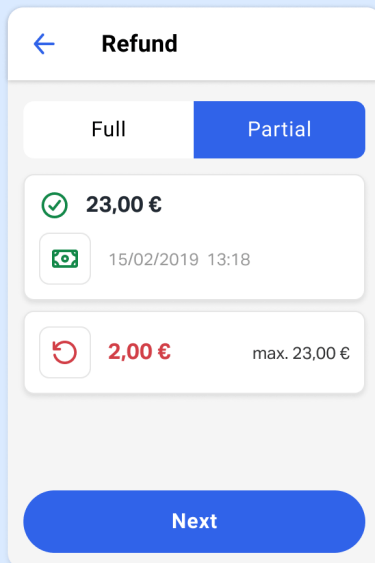 Refund
Full Partial
23,00 €
15/02/2019 13:18
2,00 € max. 23,00 €
Next